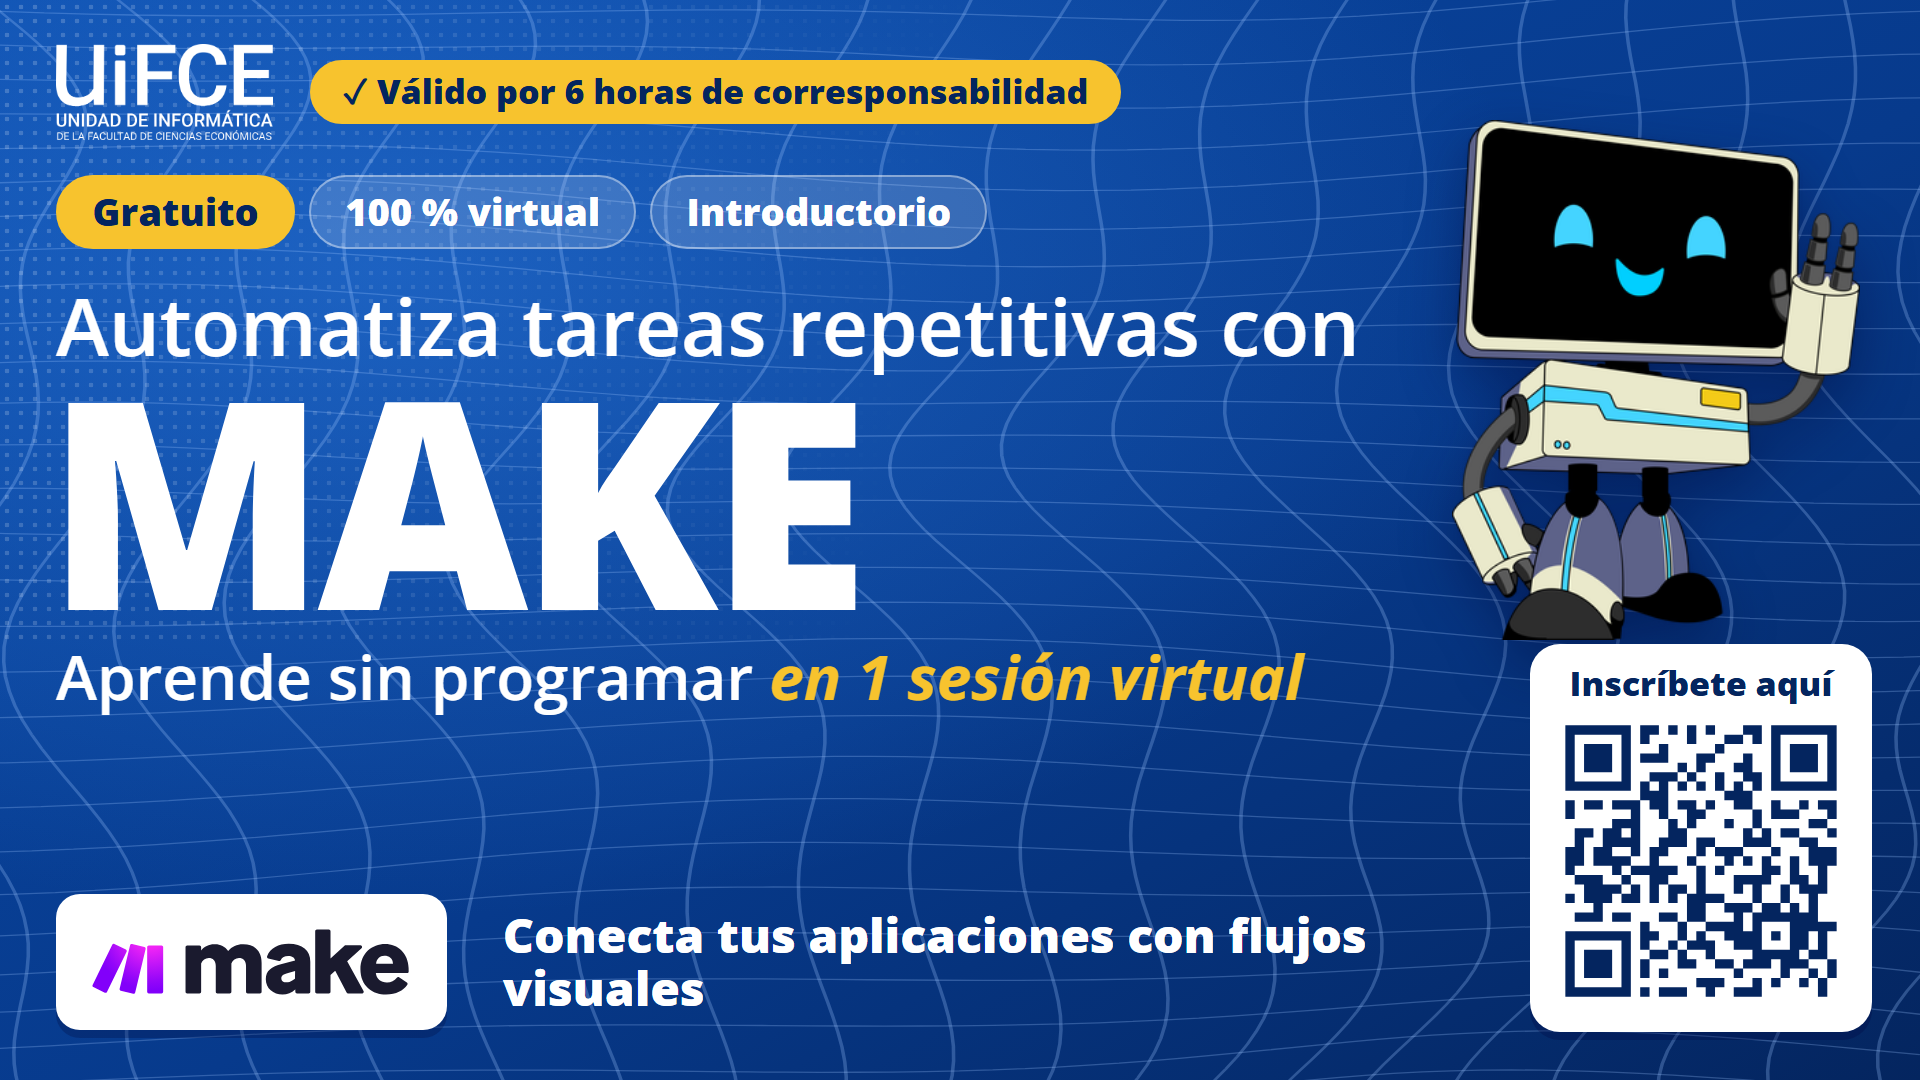 UiFCE
UNIDAD DE INFORMÁTICA
DE LA FACULTAD DE CIENCIAS ECONÓMICAS
✓ Válido por 6 horas de corresponsabilidad
Gratuito
100 % virtual
Introductorio
Automatiza tareas repetitivas con
MAKE
Aprende sin programar en 1 sesión virtual
Inscríbete aquí
make
Conecta tus aplicaciones con flujos
visuales